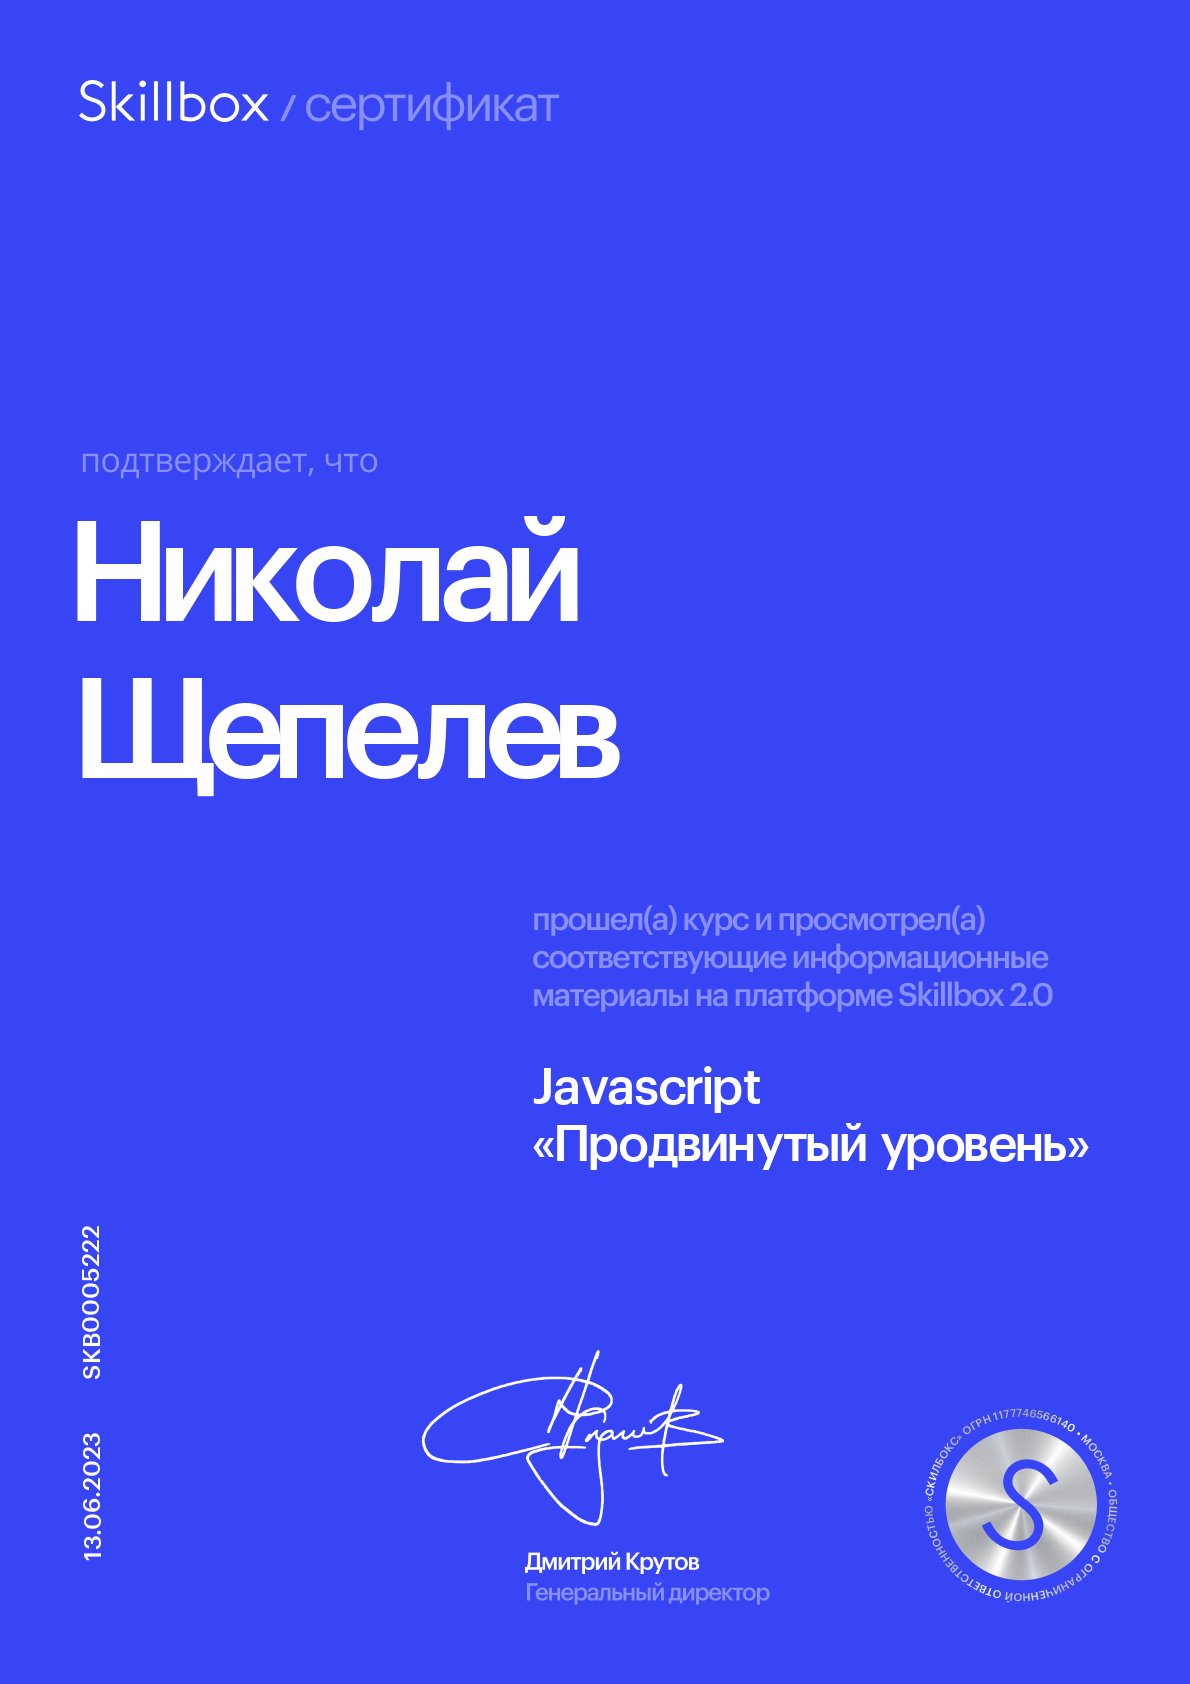 Skillbox / сертификат
подтверждает, что
Николай
Щепелев
прошел(а) курс и просмотрел(а)
соответствующие информационные
материалы на платформе Skillbox 2.0
Javascript
«Продвинутый уровень»
SKB0005222
13.06.2023
Дмитрий Крутов
Генеральный директор
ОБЩЕСТВО С ОГРАНИЧЕННОЙ ОТВЕТСТВЕННОСТЬЮ «СКИЛБОКС» ОГРН 1177746566140 • МОСКВА •